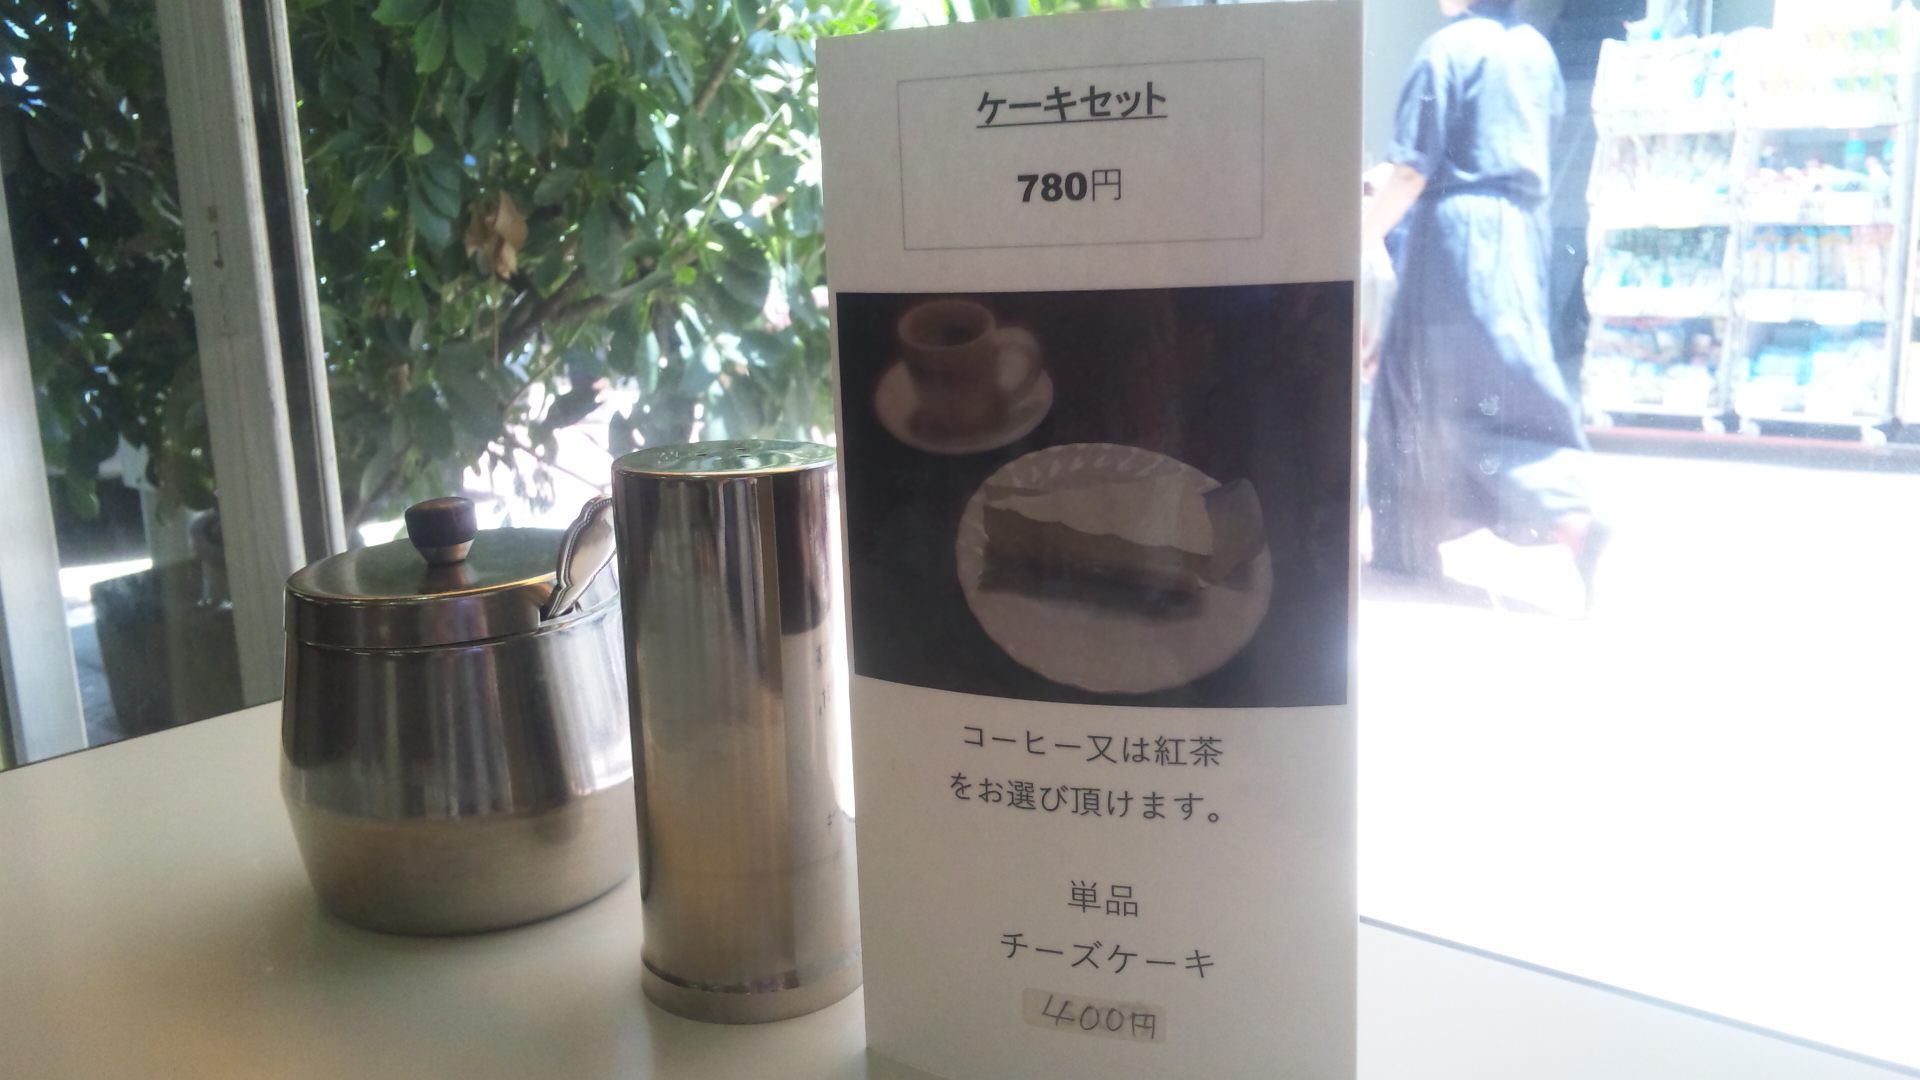 ケーキセット
780円
コーヒー又は紅茶
をお選び頂けます。
単品
チーズケーキ
400円